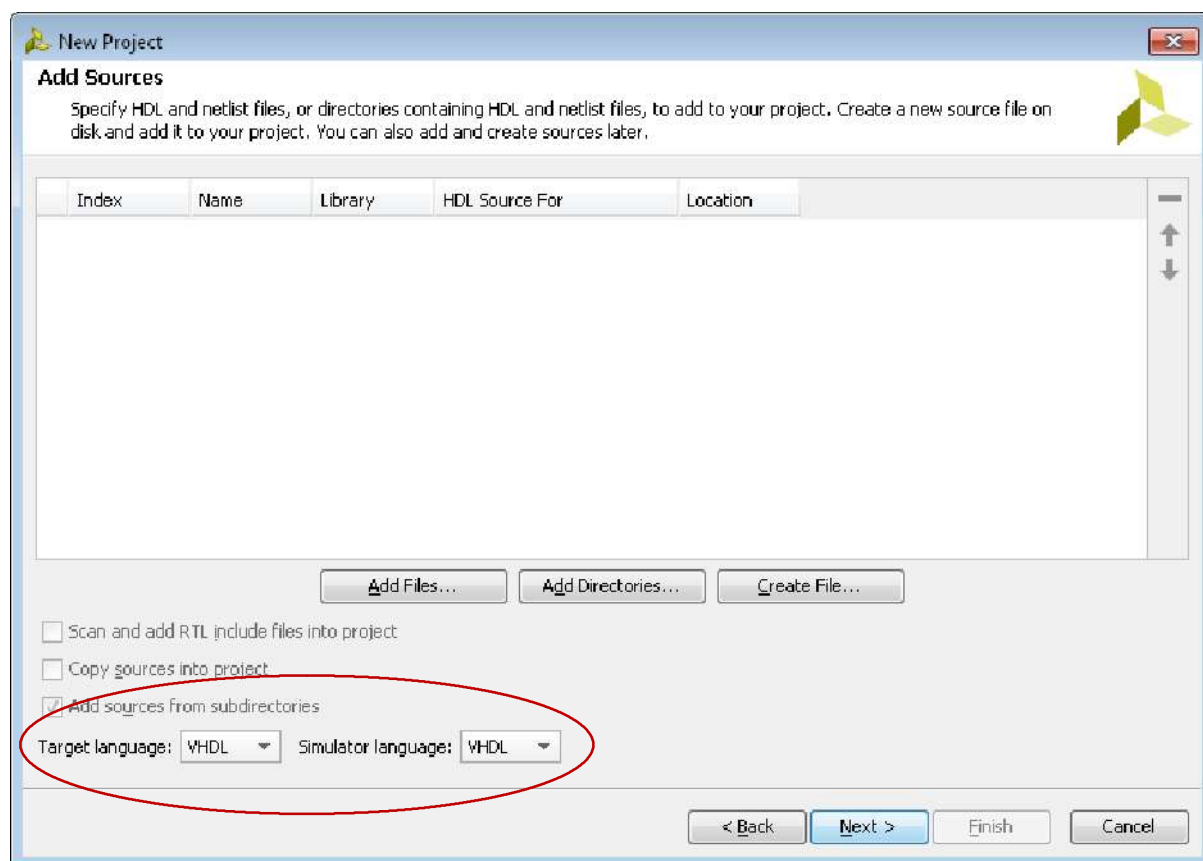 New Project
Add Sources
Specify HDL and netlist files, or directories containing HDL and netlist files, to add to your project. Create a new source file on
disk and add it to your project. You can also add and create sources later.
Index Name Library HDL Source For Location
Add Files... Add Directories... Create File...
Scan and add RTL include files into project
Copy sources into project
Add sources from subdirectories
Target language: VHDL Simulator language: VHDL
< Back Next > Finish Cancel